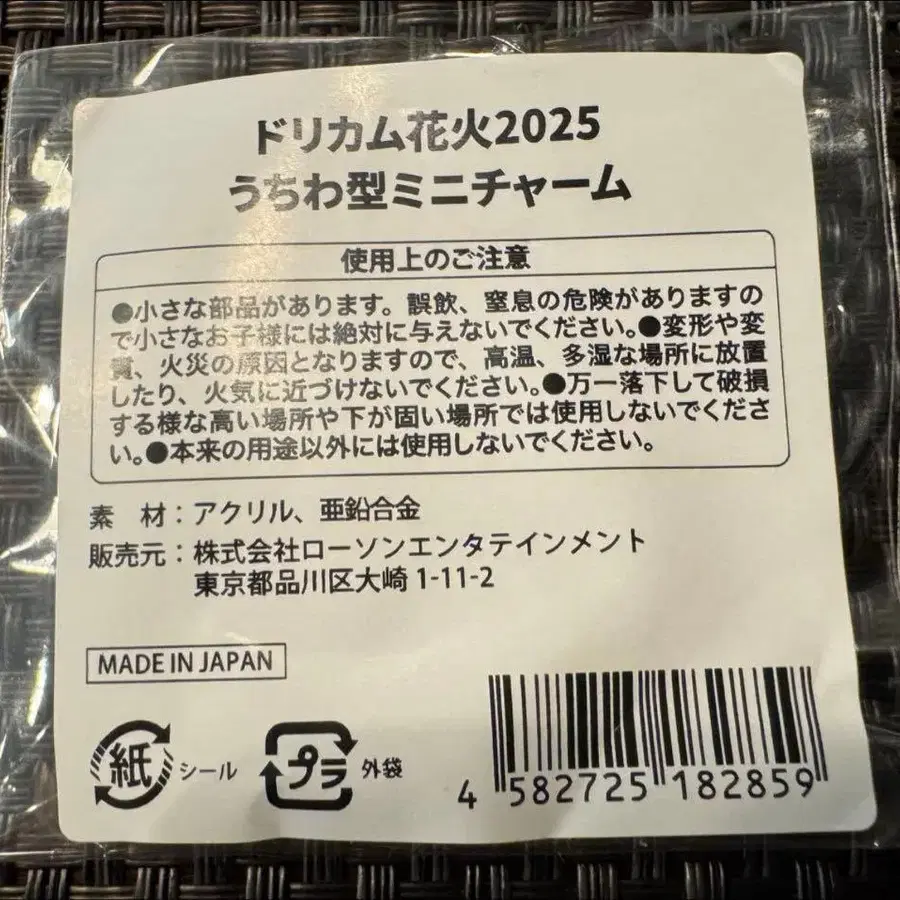 ドリカム花火2025
うちわ型ミニチャーム
使用上のご注意
●小さな部品があります。誤飲、窒息の危険がありますの
で小さなお子様には絶対に与えないでください。●変形や変
質、火災の原因となりますので、高温、多湿な場所に放置
したり、火気に近づけないでください。●万一落下して破損
する様な高い場所や下が固い場所では使用しないでくださ
い。●本来の用途以外には使用しないでください。
素 材：アクリル、亜鉛合金
販売元：株式会社ローソンエンタテインメント
東京都品川区大崎 1-11-2
MADE IN JAPAN
紙 シール プラ 外袋
4 582725 182859